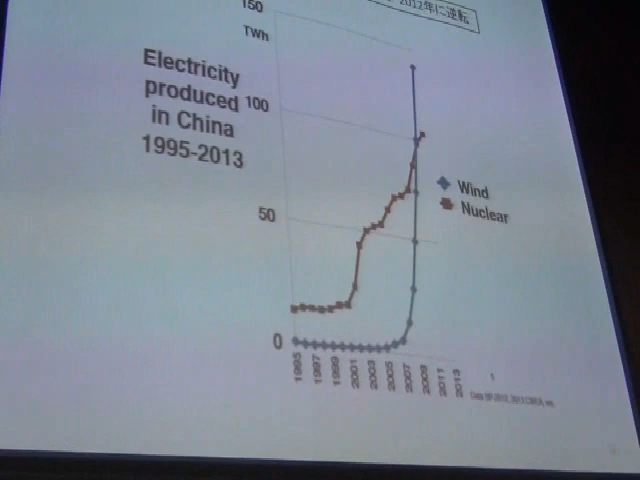 2012年に逆転
150
TWh
Electricity
produced
in China
1995-2013
100
50
0
Wind
Nuclear
1995
1997
1999
2001
2003
2005
2007
2009
2011
2013